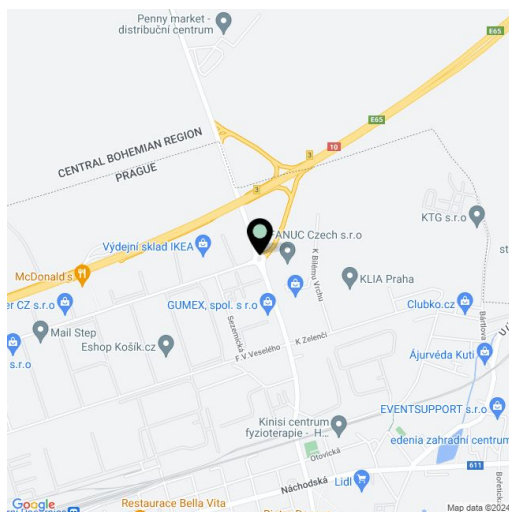 Penny market -
distribuční centrum
E65
E65
10
3
CENTRAL BOHEMIAN REGION
PRAGUE
3
KTG s.r.o
Výdejní sklad IKEA
FANUC Czech s.r.o
McDonald's
K Bílému Vrchu
KLIA Praha
er CZ s.r.o
GUMEX, spol. s r.o
Clubko.cz
Mail Step
Sezemická
Bártlova
Eshop Košík.cz
K Zelenči
s.r.o
F. V. Veselého
Ájurvéda Kuti
EVENTSUPPORT s.r.o
Kinisi centrum
fyzioterapie - H...
edenia zahradní centrum
Otovická
611
Lidl
Náchodská
Google
Restaurace Bella Vita
Map data ©2024